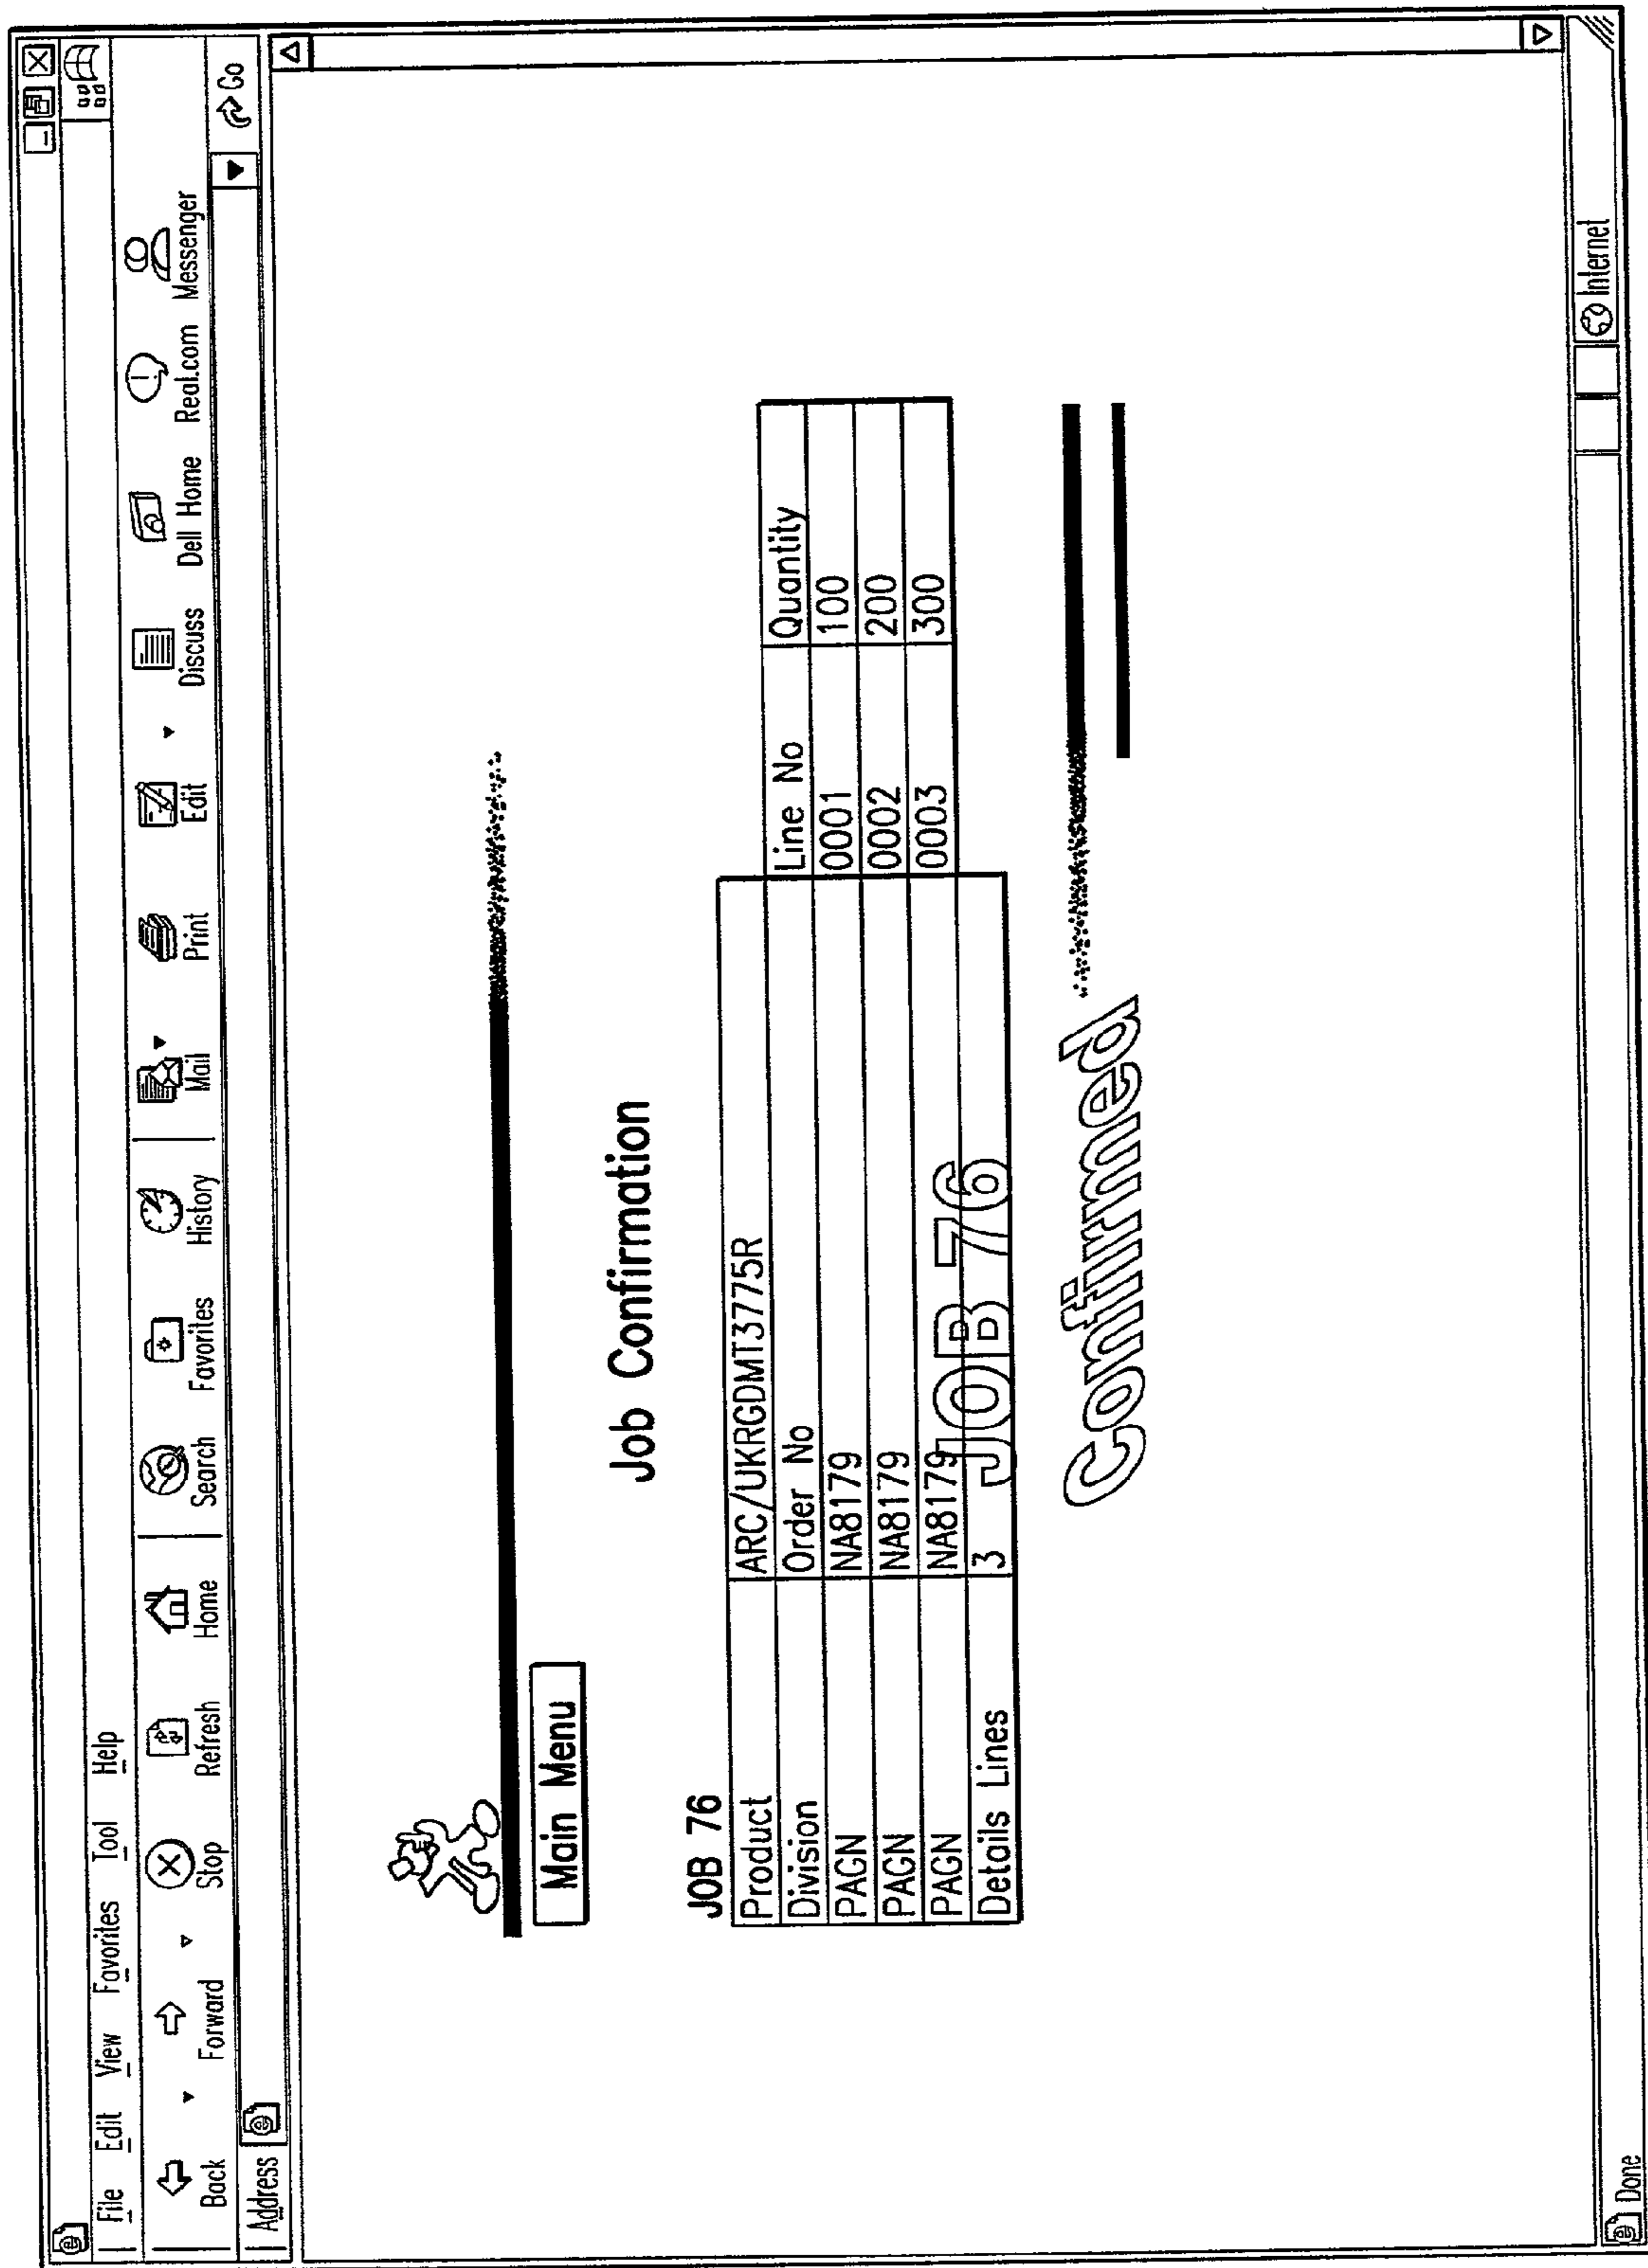 File Edit View Favorites Tool Help
Back Forward Stop Refresh Home Search Favorites History Mail Print Edit Discuss Dell Home Real.com Messenger
Address Go
Main Menu
Job Confirmation
JOB 76
Product ARC/UKRGDMT3775R
Division Order No Line No Quantity
PAGN NA8179 0001 100
PAGN NA8179 0002 200
PAGN NA8179 0003 300
Details Lines 3
JOB 76
Confirmed
Done Internet